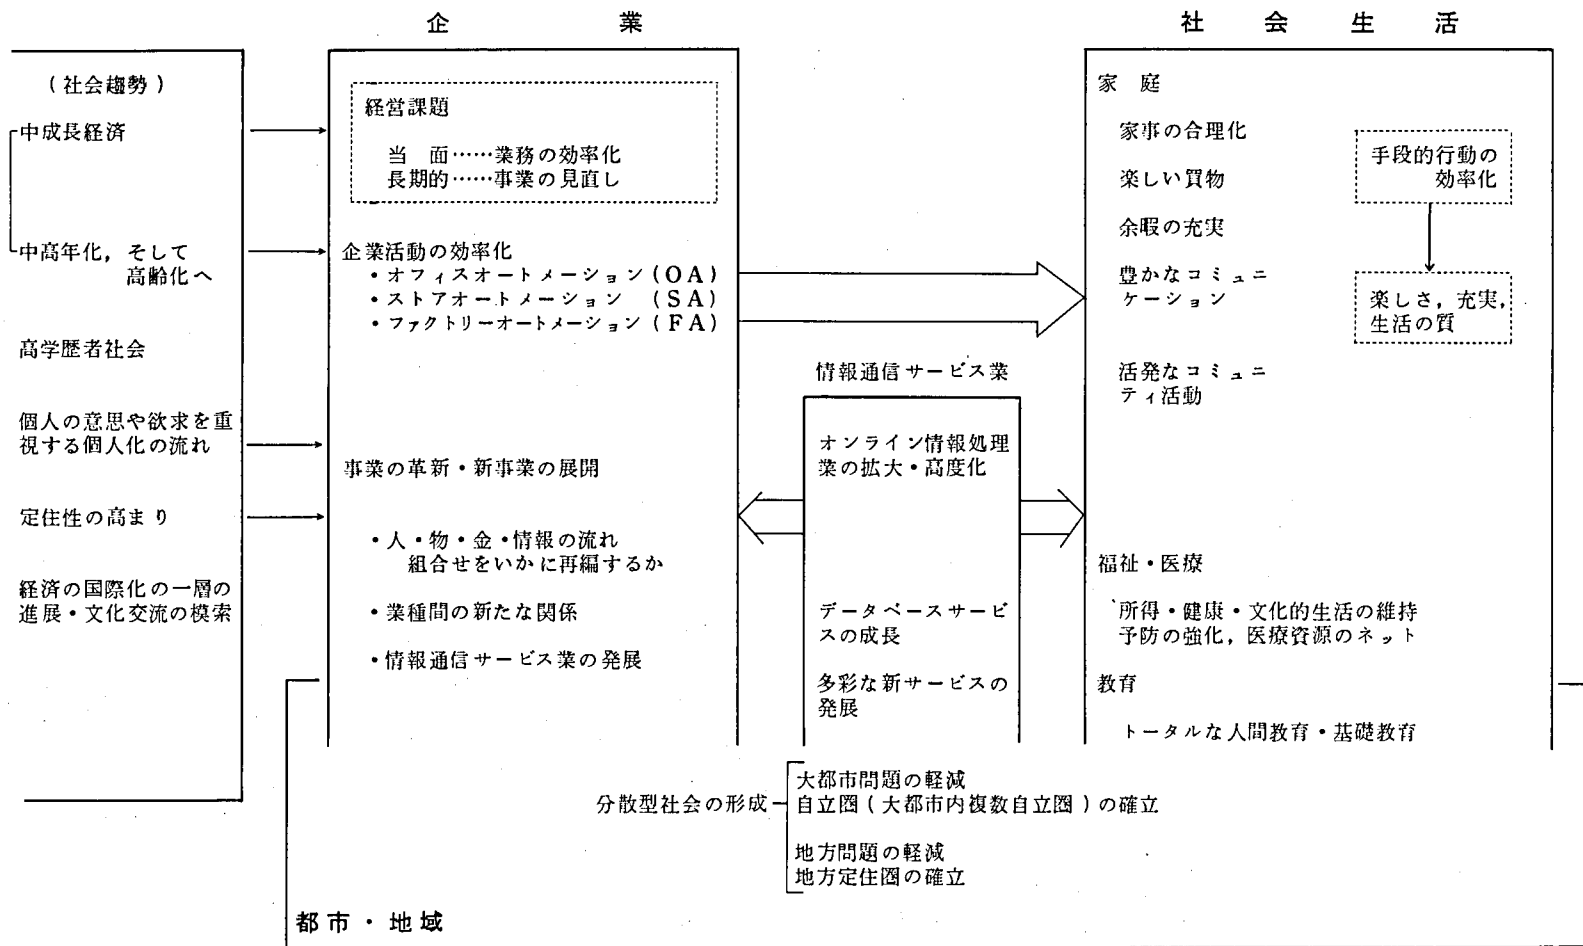 企業
社会生活
(社会趨勢)
中成長経済
中高年化，そして
高齢化へ
高学歴者社会
個人の意思や欲求を重
視する個人化の流れ
定住性の高まり
経済の国際化の一層の
進展・文化交流の模索
経営課題
当面……業務の効率化
長期的……事業の見直し
企業活動の効率化
・オフィスオートメーション(OA)
・ストアオートメーション(SA)
・ファクトリーオートメーション(FA)
事業の革新・新事業の展開
・人・物・金・情報の流れ
組合せをいかに再編するか
・業種間の新たな関係
・情報通信サービス業の発展
情報通信サービス業
オンライン情報処理
業の拡大・高度化
データベースサービ
スの成長
多彩な新サービスの
発展
家庭
家事の合理化
楽しい買物
余暇の充実
豊かなコミュニ
ケーション
活発なコミュニ
ティ活動
手段的行動の
効率化
楽しさ，充実，
生活の質
福祉・医療
所得・健康・文化的生活の維持
予防の強化，医療資源のネット
教育
トータルな人間教育・基礎教育
分散型社会の形成
大都市問題の軽減
自立圏(大都市内複数自立圏)の確立
地方問題の軽減
地方定住圏の確立
都市・地域